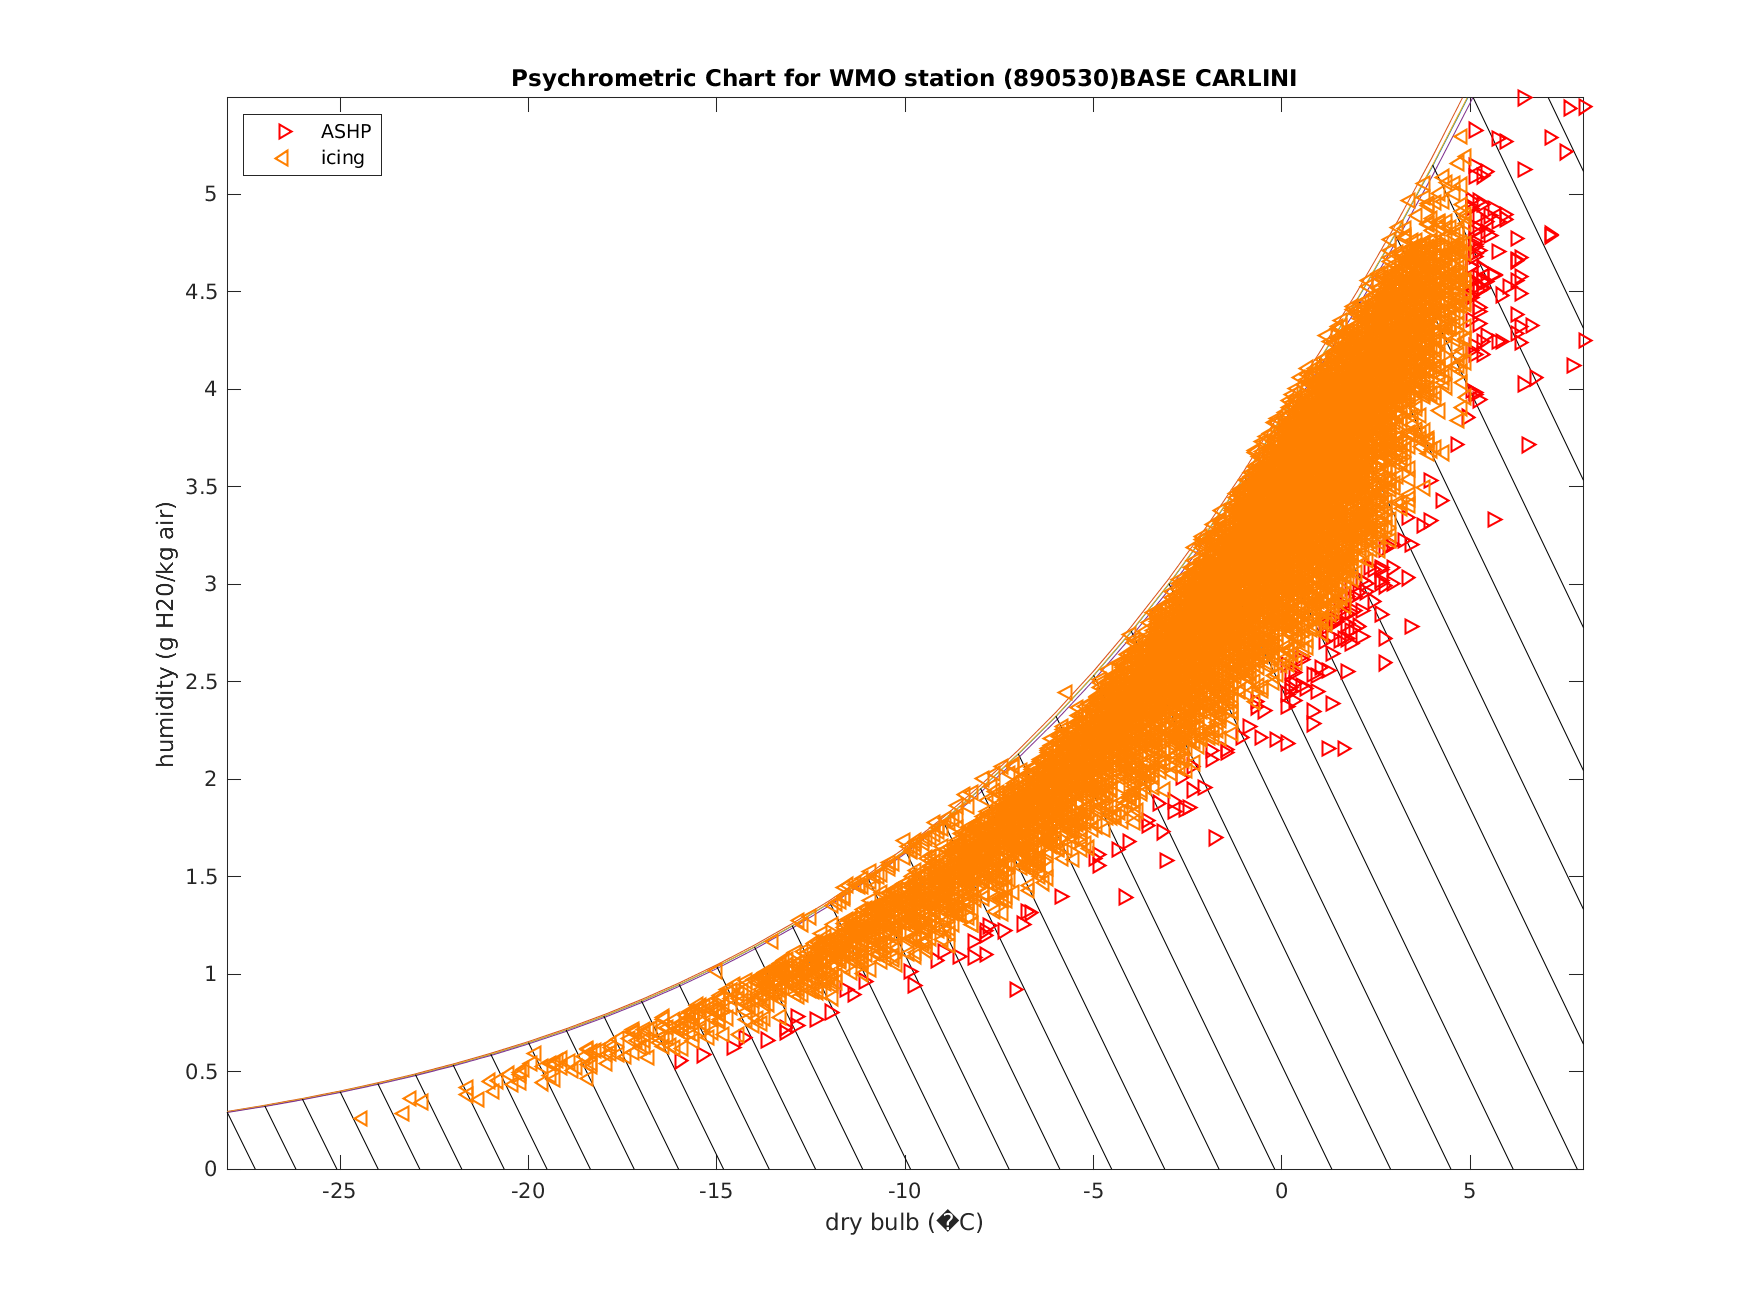 Psychrometric Chart for WMO station (890530)BASE CARLINI
ASHP
icing
5
4.5
4
3.5
3
2.5
2
1.5
1
0.5
0
humidity (g H20/kg air)
-25 -20 -15 -10 -5 0 5
dry bulb (�C)